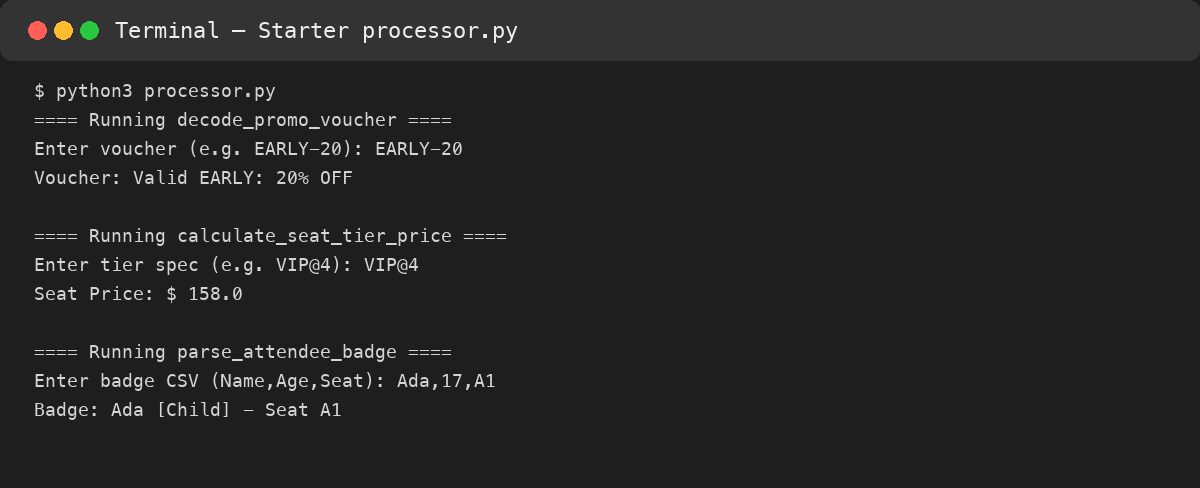 Terminal — Starter processor.py
$ python3 processor.py
==== Running decode_promo_voucher ====
Enter voucher (e.g. EARLY-20): EARLY-20
Voucher: Valid EARLY: 20% OFF
==== Running calculate_seat_tier_price ====
Enter tier spec (e.g. VIP@4): VIP@4
Seat Price: $ 158.0
==== Running parse_attendee_badge ====
Enter badge CSV (Name,Age,Seat): Ada,17,A1
Badge: Ada [Child] - Seat A1